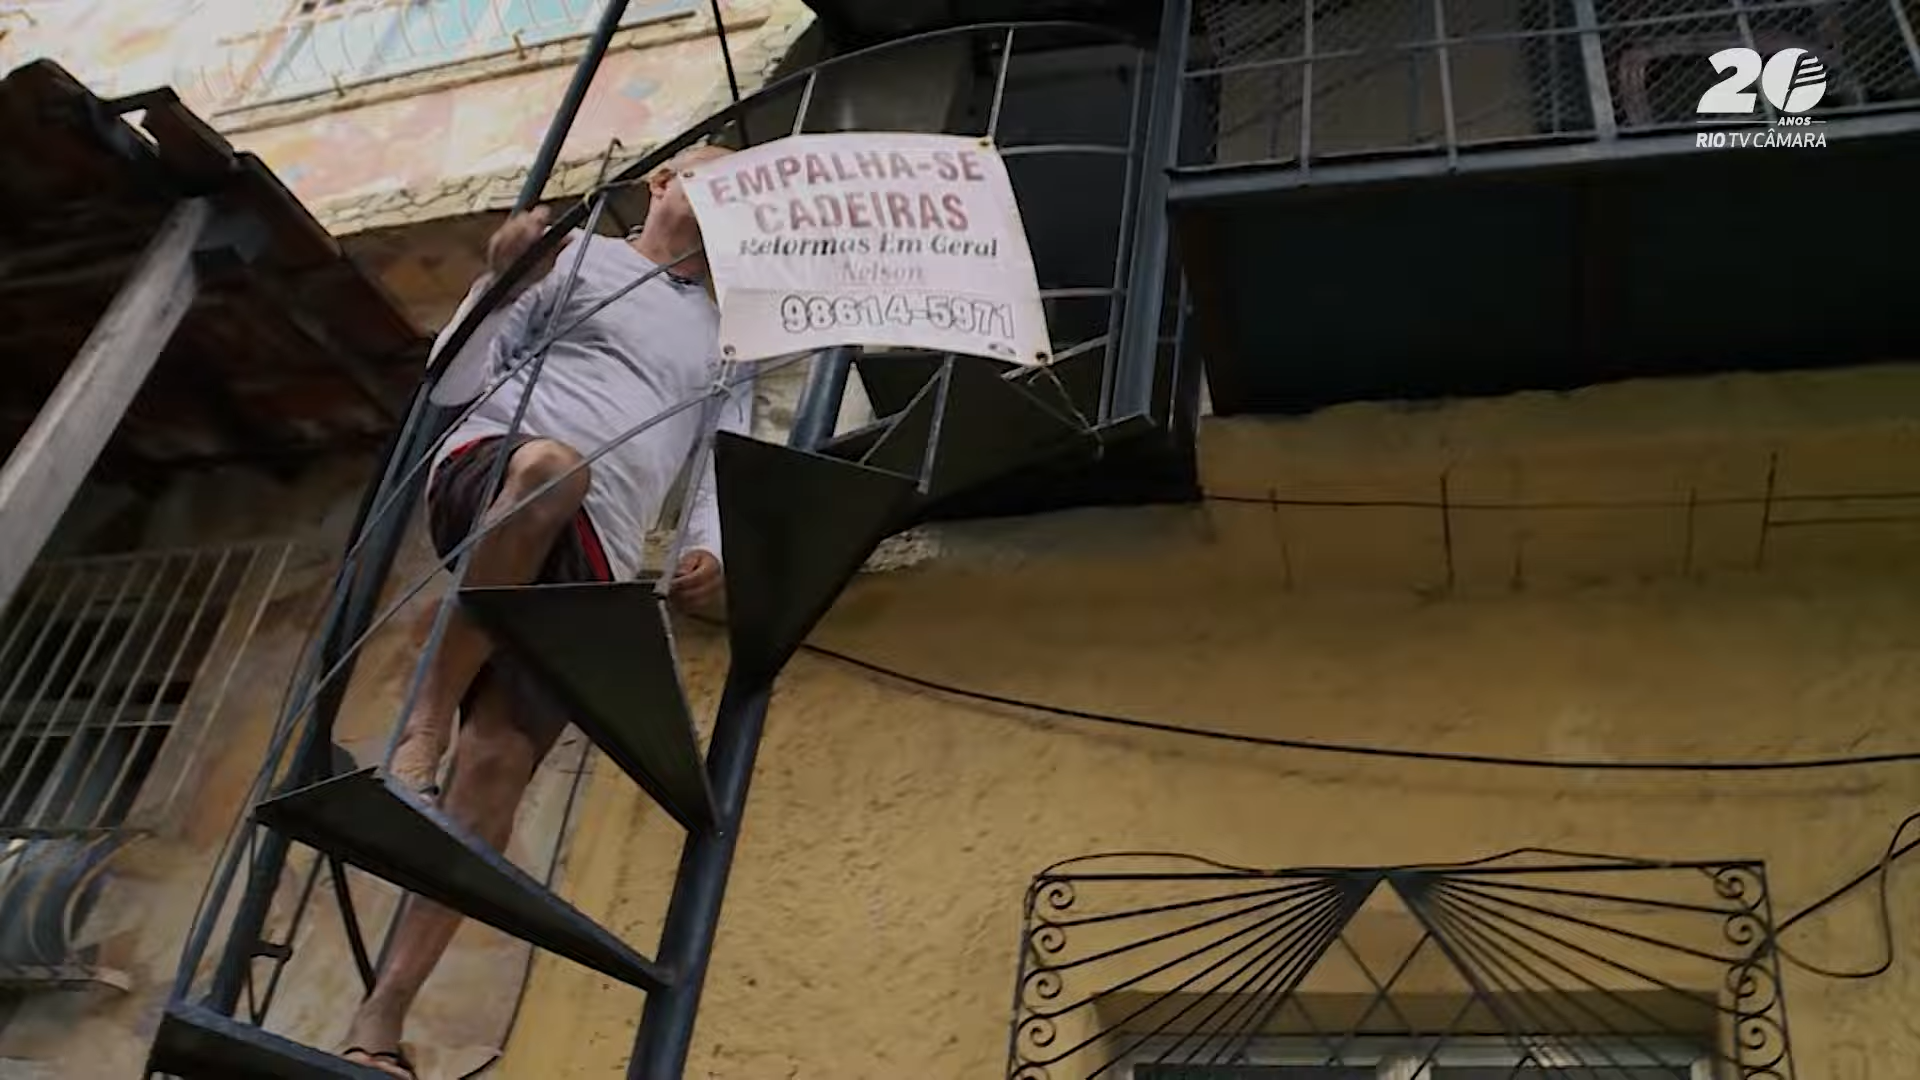 EMPALHA-SE
CADEIRAS
Reformas Em Geral
Nelson
98614-5971
20
ANOS
RIO TV CÂMARA